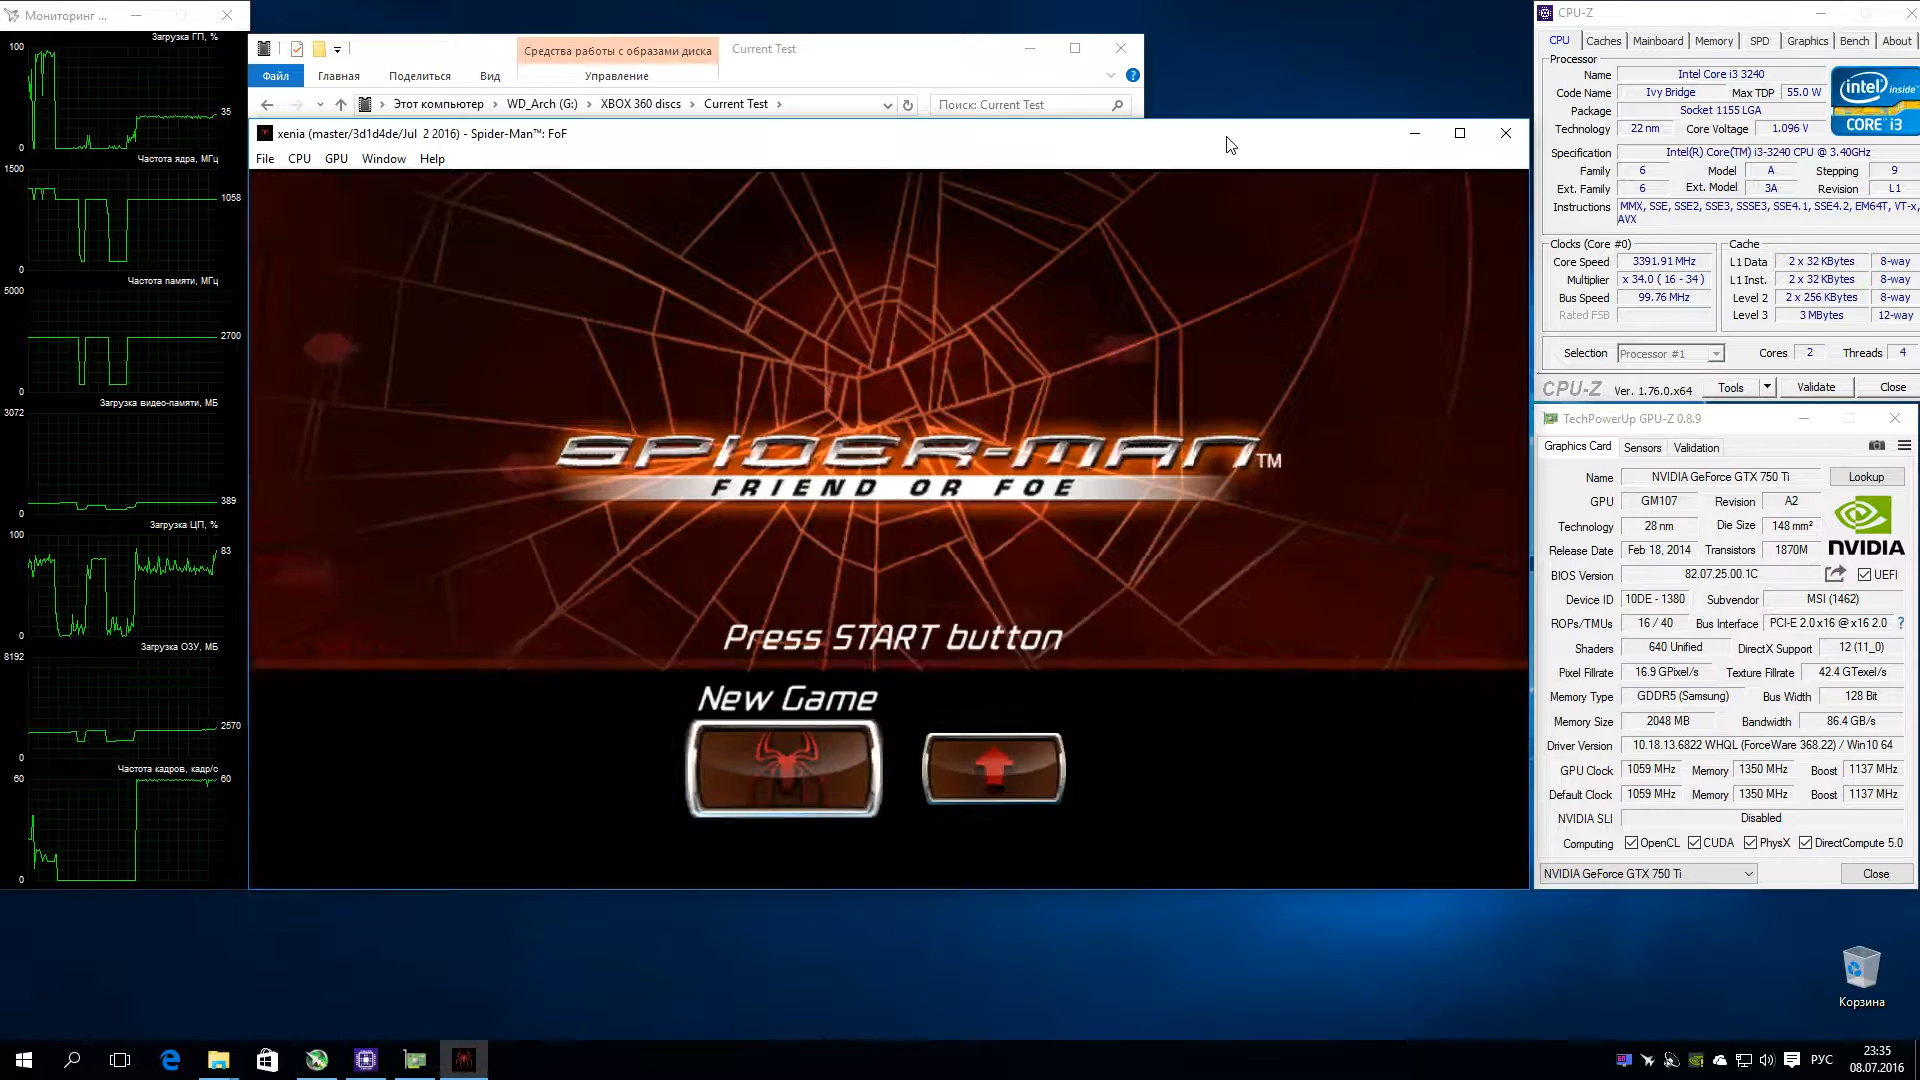 Мониторинг ...
Загрузка ГП, %
100
35
0
Частота ядра, МГц
1500
1058
0
Частота памяти, МГц
5000
2700
0
Загрузка видео-памяти, МБ
3072
389
0
Загрузка ЦП, %
100
83
0
Загрузка ОЗУ, МБ
8192
2570
0
Частота кадров, кадр/с
60
60
0
Средства работы с образами диска
Current Test
Файл
Главная
Поделиться
Вид
Управление
Этот компьютер
WD_Arch (G:)
XBOX 360 discs
Current Test
Поиск: Current Test
xenia (master/3d1d4de/Jul 2 2016) - Spider-Man™: FoF
File CPU GPU Window Help
SPIDER-MAN™
FRIEND OR FOE
Press START button
New Game
CPU-Z
CPU Caches Mainboard Memory SPD Graphics Bench About
Processor
Name Intel Core i3 3240
Code Name Ivy Bridge Max TDP 55.0 W
Package Socket 1155 LGA
Technology 22 nm Core Voltage 1.096 V
intel inside
CORE i3
Specification Intel(R) Core(TM) i3-3240 CPU @ 3.40GHz
Family 6 Model A Stepping 9
Ext. Family 6 Ext. Model 3A Revision L1
Instructions MMX, SSE, SSE2, SSE3, SSSE3, SSE4.1, SSE4.2, EM64T, VT-x,
AVX
Clocks (Core #0)
Core Speed 3391.91 MHz
Multiplier x 34.0 ( 16 - 34 )
Bus Speed 99.76 MHz
Rated FSB
Cache
L1 Data 2 x 32 KBytes 8-way
L1 Inst. 2 x 32 KBytes 8-way
Level 2 2 x 256 KBytes 8-way
Level 3 3 MBytes 12-way
Selection Processor #1 Cores 2 Threads 4
CPU-Z Ver. 1.76.0.x64 Tools Validate Close
TechPowerUp GPU-Z 0.8.9
Graphics Card Sensors Validation
Name NVIDIA GeForce GTX 750 Ti Lookup
GPU GM107 Revision A2
Technology 28 nm Die Size 148 mm²
Release Date Feb 18, 2014 Transistors 1870M
NVIDIA
BIOS Version 82.07.25.00.1C UEFI
Device ID 10DE - 1380 Subvendor MSI (1462)
ROPs/TMUs 16 / 40 Bus Interface PCI-E 2.0 x16 @ x16 2.0 ?
Shaders 640 Unified DirectX Support 12 (11_0)
Pixel Fillrate 16.9 GPixel/s Texture Fillrate 42.4 GTexel/s
Memory Type GDDR5 (Samsung) Bus Width 128 Bit
Memory Size 2048 MB Bandwidth 86.4 GB/s
Driver Version 10.18.13.6822 WHQL (ForceWare 368.22) / Win10 64
GPU Clock 1059 MHz Memory 1350 MHz Boost 1137 MHz
Default Clock 1059 MHz Memory 1350 MHz Boost 1137 MHz
NVIDIA SLI Disabled
Computing OpenCL CUDA PhysX DirectCompute 5.0
NVIDIA GeForce GTX 750 Ti Close
Корзина
РУС
23:35
08.07.2016